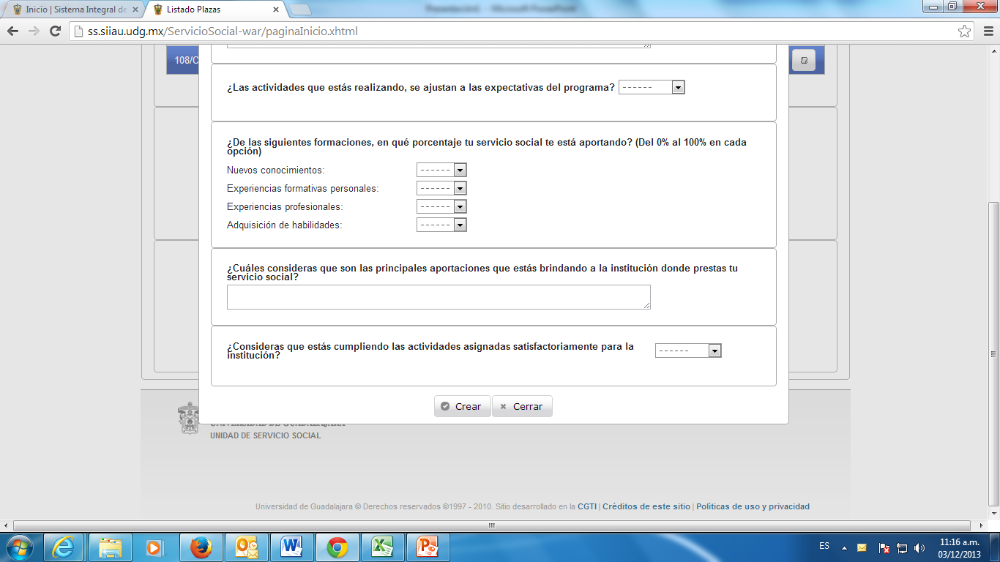 Inicio | Sistema Integral de
Listado Plazas
ss.siiau.udg.mx/ServicioSocial-war/paginaInicio.xhtml
108/C
¿Las actividades que estás realizando, se ajustan a las expectativas del programa?
------
¿De las siguientes formaciones, en qué porcentaje tu servicio social te está aportando? (Del 0% al 100% en cada
opción)
Nuevos conocimientos: ------
Experiencias formativas personales: ------
Experiencias profesionales: ------
Adquisición de habilidades: ------
¿Cuáles consideras que son las principales aportaciones que estás brindando a la institución donde prestas tu
servicio social?
¿Consideras que estás cumpliendo las actividades asignadas satisfactoriamente para la
institución?
------
Crear Cerrar
UNIVERSIDAD DE GUADALAJARA
UNIDAD DE SERVICIO SOCIAL
Universidad de Guadalajara © Derechos reservados ©1997 - 2010. Sitio desarrollado en la CGTI | Créditos de este sitio | Políticas de uso y privacidad
ES
11:16 a.m.
03/12/2013